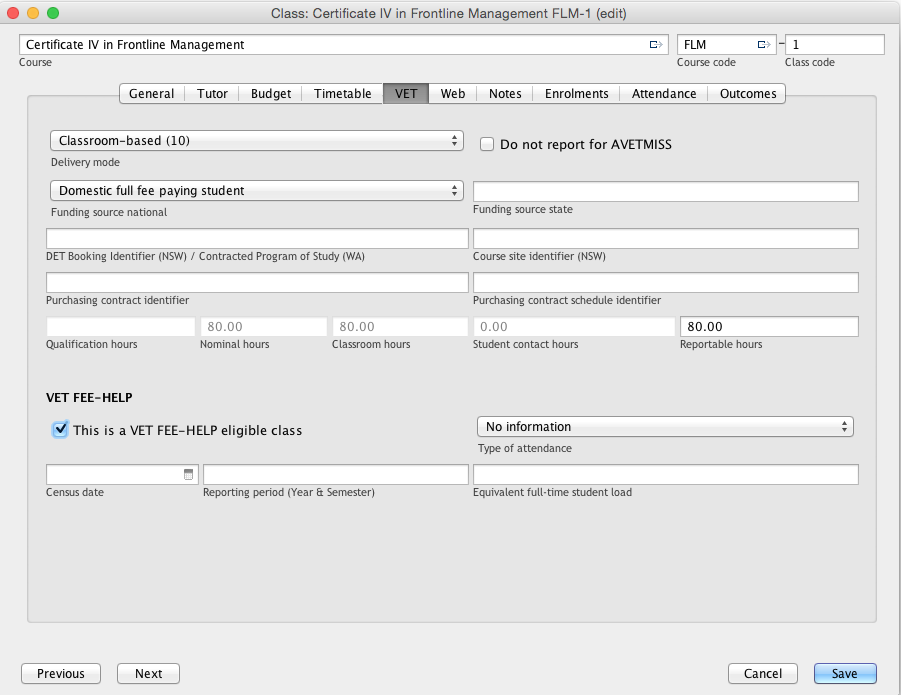 Class: Certificate IV in Frontline Management FLM-1 (edit)
Certificate IV in Frontline Management FLM – 1
Course Course code Class code
General Tutor Budget Timetable VET Web Notes Enrolments Attendance Outcomes
Classroom-based (10) Do not report for AVETMISS
Delivery mode
Domestic full fee paying student
Funding source national Funding source state
DET Booking Identifier (NSW) / Contracted Program of Study (WA) Course site identifier (NSW)
Purchasing contract identifier Purchasing contract schedule identifier
80.00 80.00 0.00 80.00
Qualification hours Nominal hours Classroom hours Student contact hours Reportable hours
VET FEE-HELP
This is a VET FEE-HELP eligible class No information
Type of attendance
Census date Reporting period (Year & Semester) Equivalent full-time student load
Previous Next Cancel Save